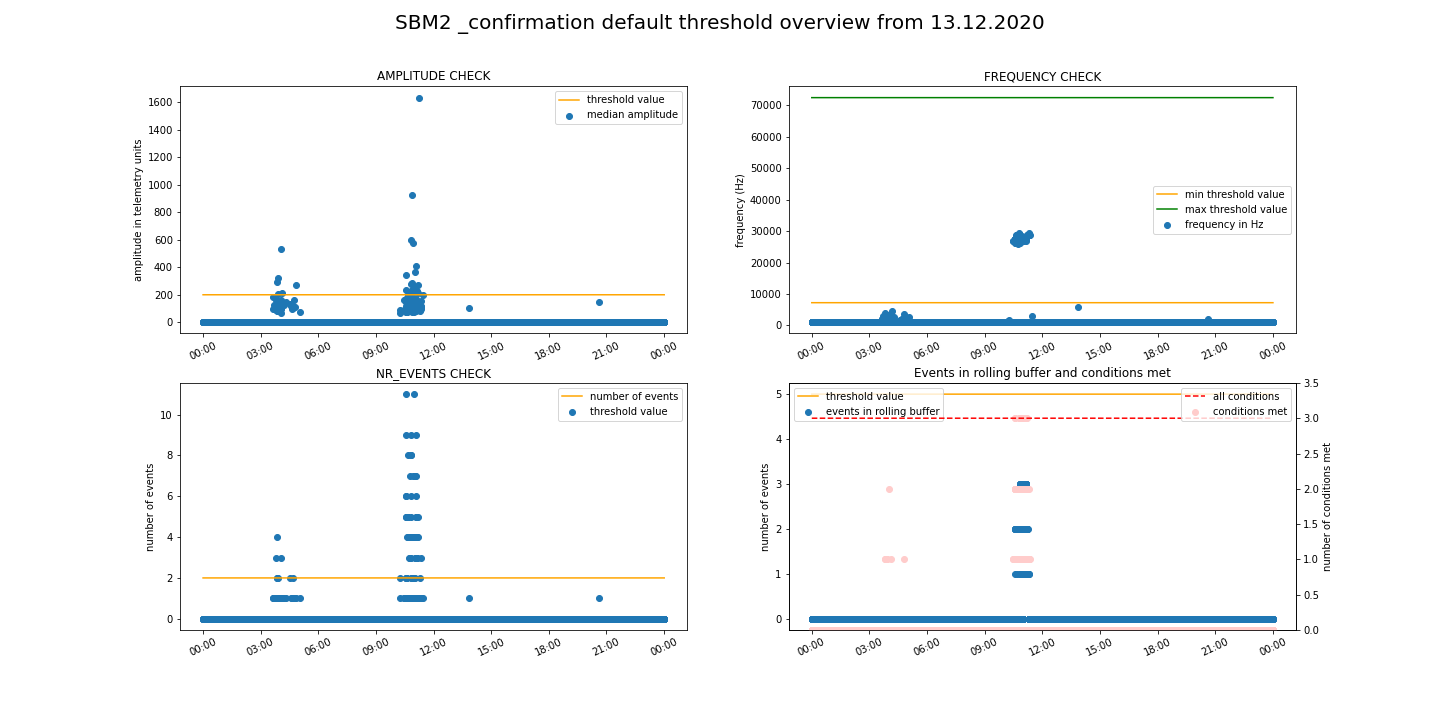 SBM2 _confirmation default threshold overview from 13.12.2020
AMPLITUDE CHECK
amplitude in telemetry units
1600
1400
1200
1000
800
600
400
200
0
threshold value
median amplitude
00:00 03:00 06:00 09:00 12:00 15:00 18:00 21:00 00:00
FREQUENCY CHECK
frequency (Hz)
70000
60000
50000
40000
30000
20000
10000
0
min threshold value
max threshold value
frequency in Hz
00:00 03:00 06:00 09:00 12:00 15:00 18:00 21:00 00:00
NR_EVENTS CHECK
number of events
10
8
6
4
2
0
number of events
threshold value
00:00 03:00 06:00 09:00 12:00 15:00 18:00 21:00 00:00
Events in rolling buffer and conditions met
number of events
5
4
3
2
1
0
threshold value
events in rolling buffer
all conditions
conditions met
3.5
3.0
2.5
2.0
1.5
1.0
0.5
0.0
number of conditions met
00:00 03:00 06:00 09:00 12:00 15:00 18:00 21:00 00:00